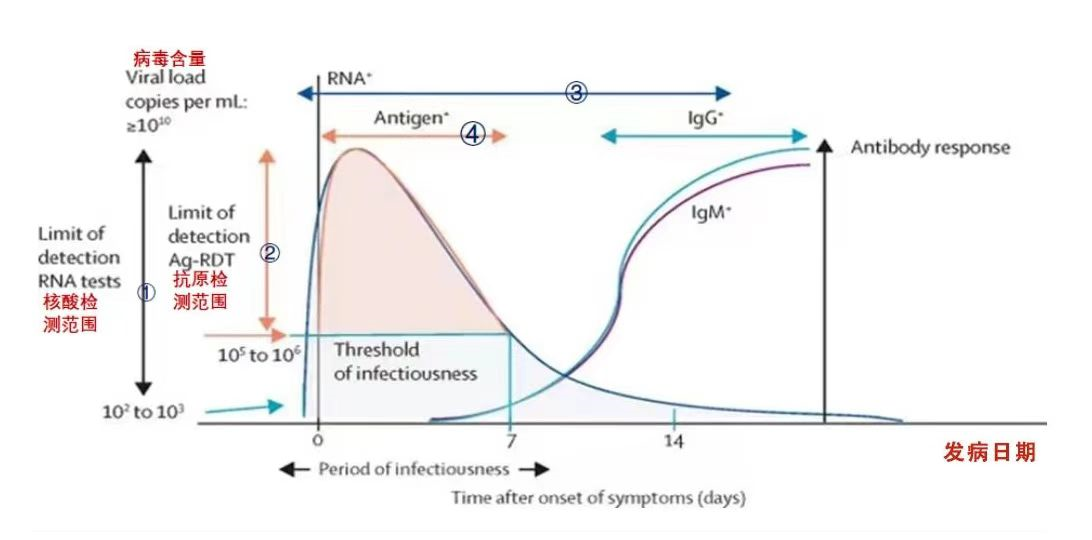 病毒含量
Viral load
copies per mL:
≥10¹⁰
RNA⁺
③
Antigen⁺
④
IgG⁺
Antibody response
IgM⁺
Limit of
detection
RNA tests
核酸检
测范围
①
Limit of
detection
Ag-RDT
抗原检
测范围
②
10⁵ to 10⁶
Threshold
of infectiousness
10² to 10³
0
7
14
发病日期
Period of infectiousness
Time after onset of symptoms (days)